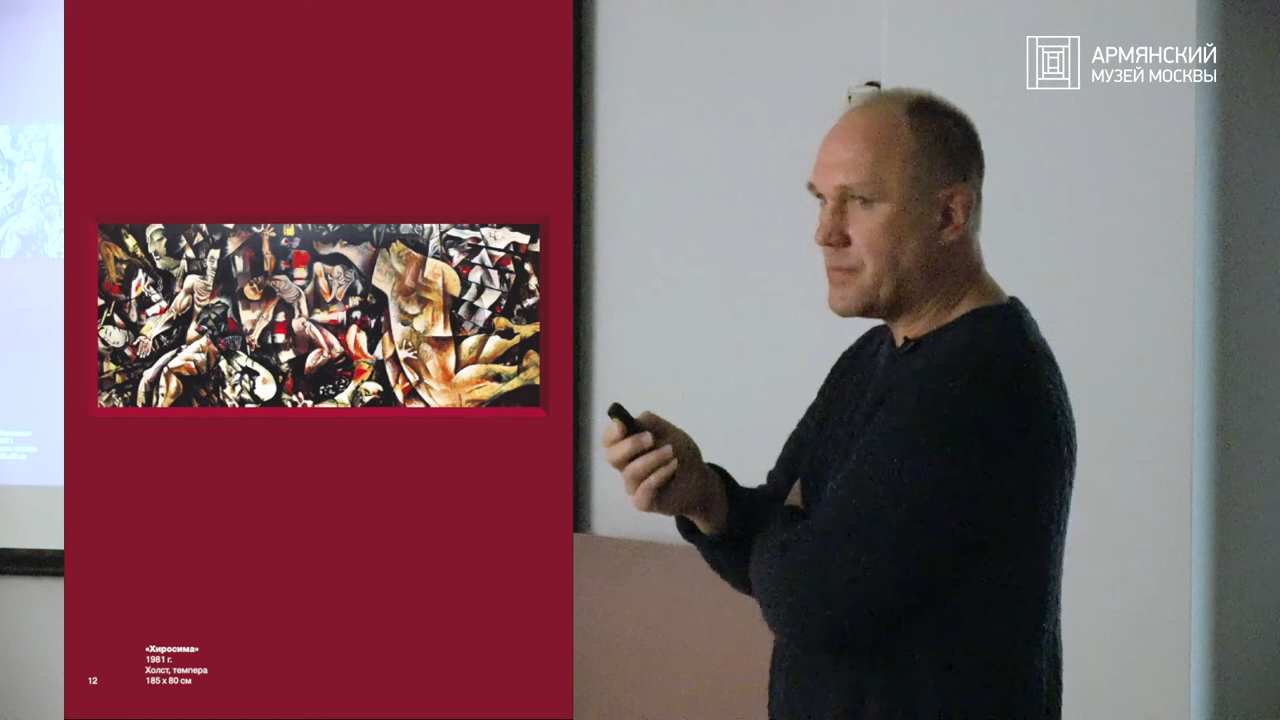 АРМЯНСКИЙ
МУЗЕЙ МОСКВЫ
«Хиросима»
1981 г.
Холст, темпера
12
185 x 80 см